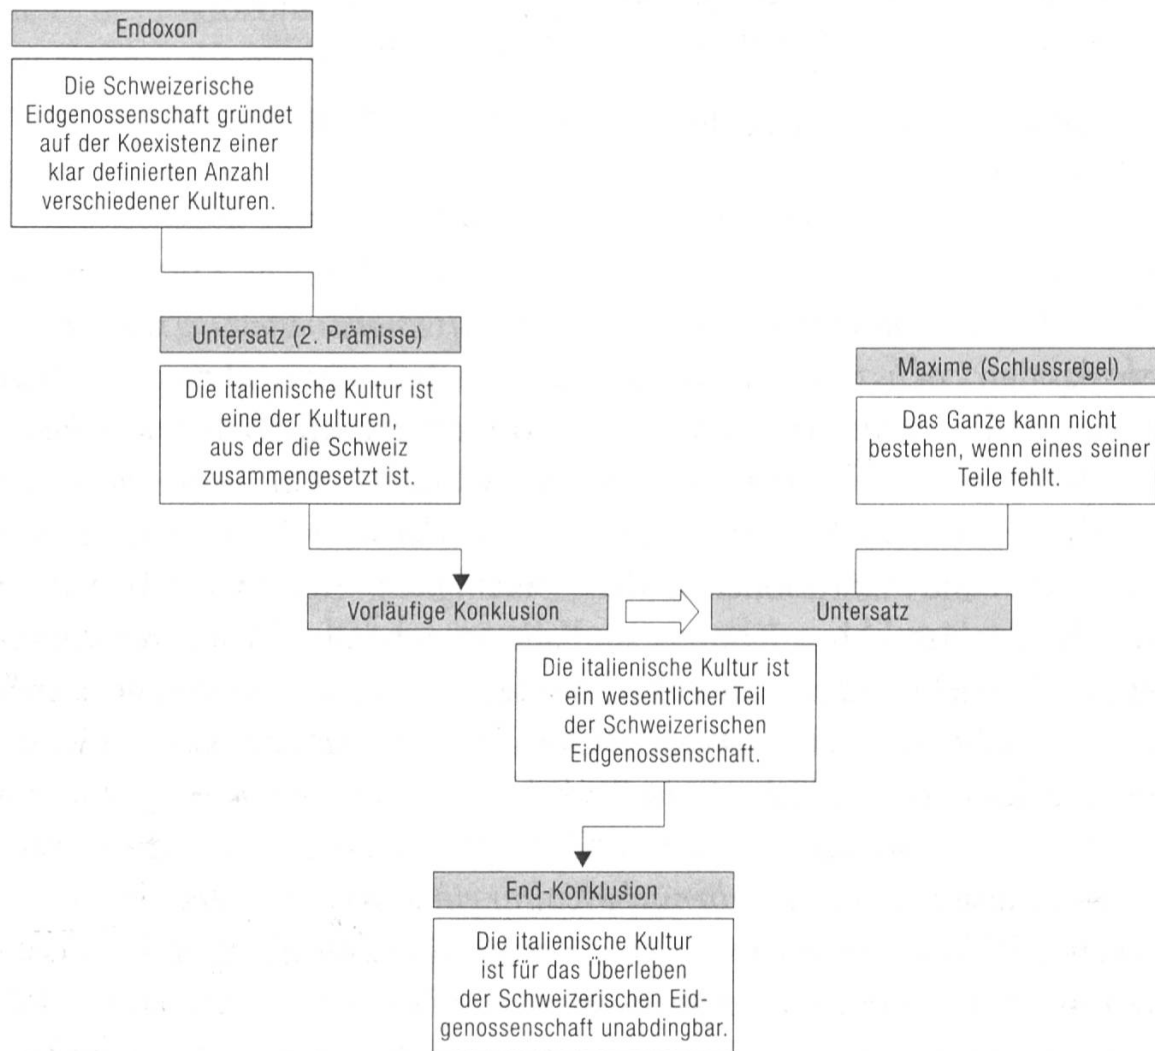 Endoxon
Die Schweizerische
Eidgenossenschaft gründet
auf der Koexistenz einer
klar definierten Anzahl
verschiedener Kulturen.
Untersatz (2. Prämisse)
Die italienische Kultur ist
eine der Kulturen,
aus der die Schweiz
zusammengesetzt ist.
Maxime (Schlussregel)
Das Ganze kann nicht
bestehen, wenn eines seiner
Teile fehlt.
Vorläufige Konklusion
Untersatz
Die italienische Kultur ist
ein wesentlicher Teil
der Schweizerischen
Eidgenossenschaft.
End-Konklusion
Die italienische Kultur
ist für das Überleben
der Schweizerischen Eid-
genossenschaft unabdingbar.